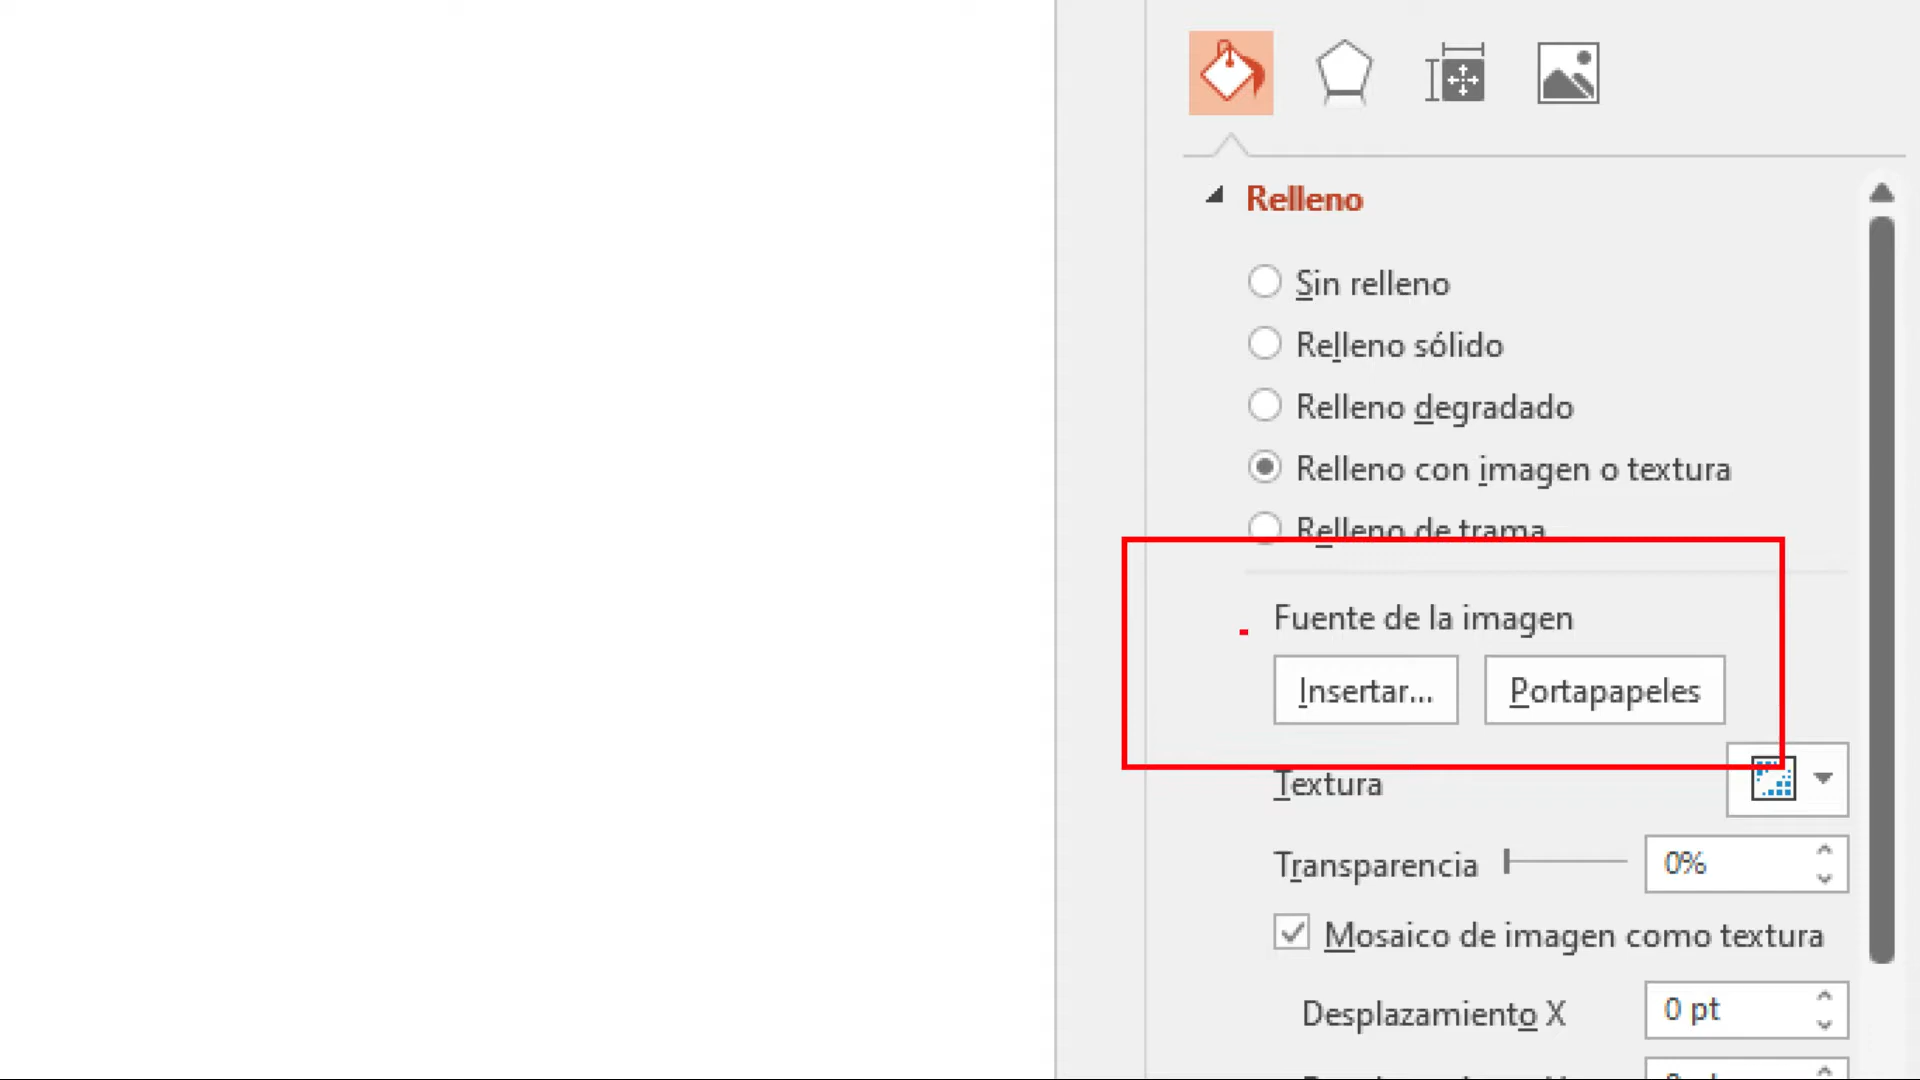 Relleno
Sin relleno
Relleno sólido
Relleno degradado
Relleno con imagen o textura
Relleno de trama
Fuente de la imagen
Insertar... Portapapeles
Textura
Transparencia 0%
Mosaico de imagen como textura
Desplazamiento X 0 pt